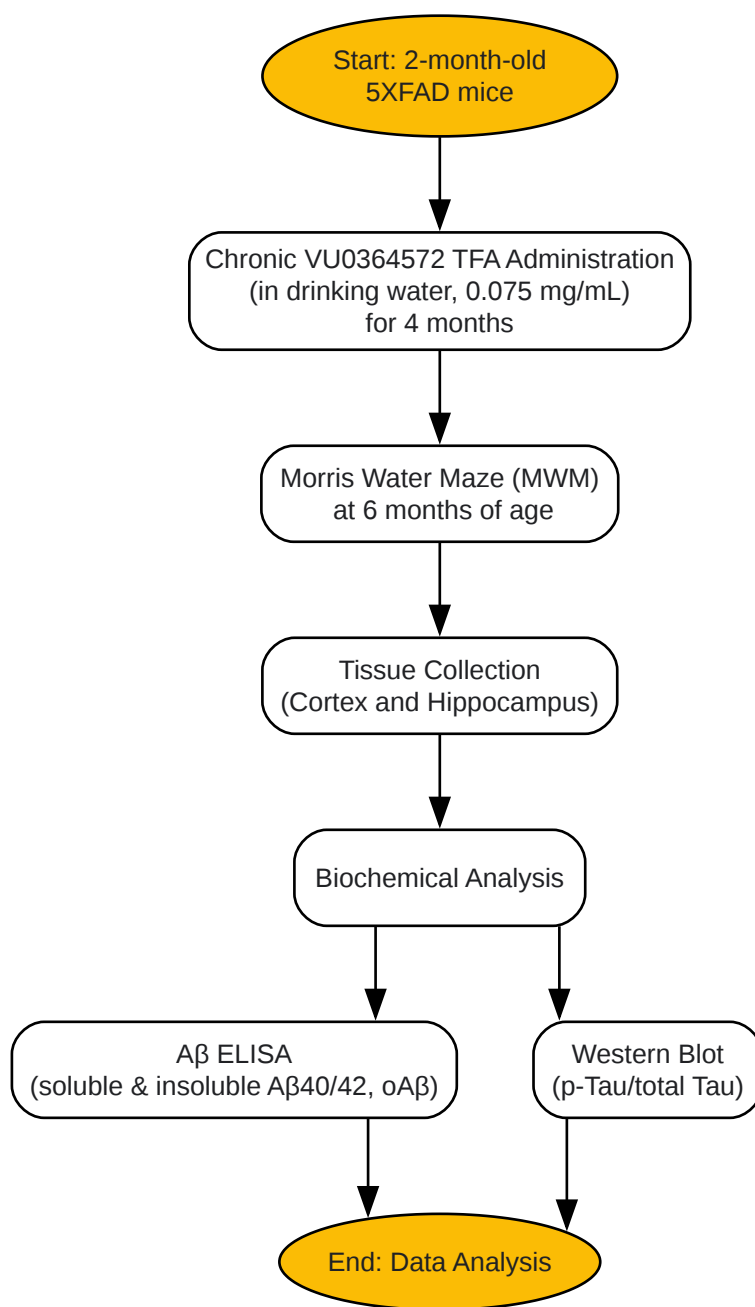 Start: 2-month-old
5XFAD mice
Chronic VU0364572 TFA Administration
(in drinking water, 0.075 mg/mL)
for 4 months
Morris Water Maze (MWM)
at 6 months of age
Tissue Collection
(Cortex and Hippocampus)
Biochemical Analysis
Aβ ELISA
(soluble & insoluble Aβ40/42, oAβ)
Western Blot
(p-Tau/total Tau)
End: Data Analysis